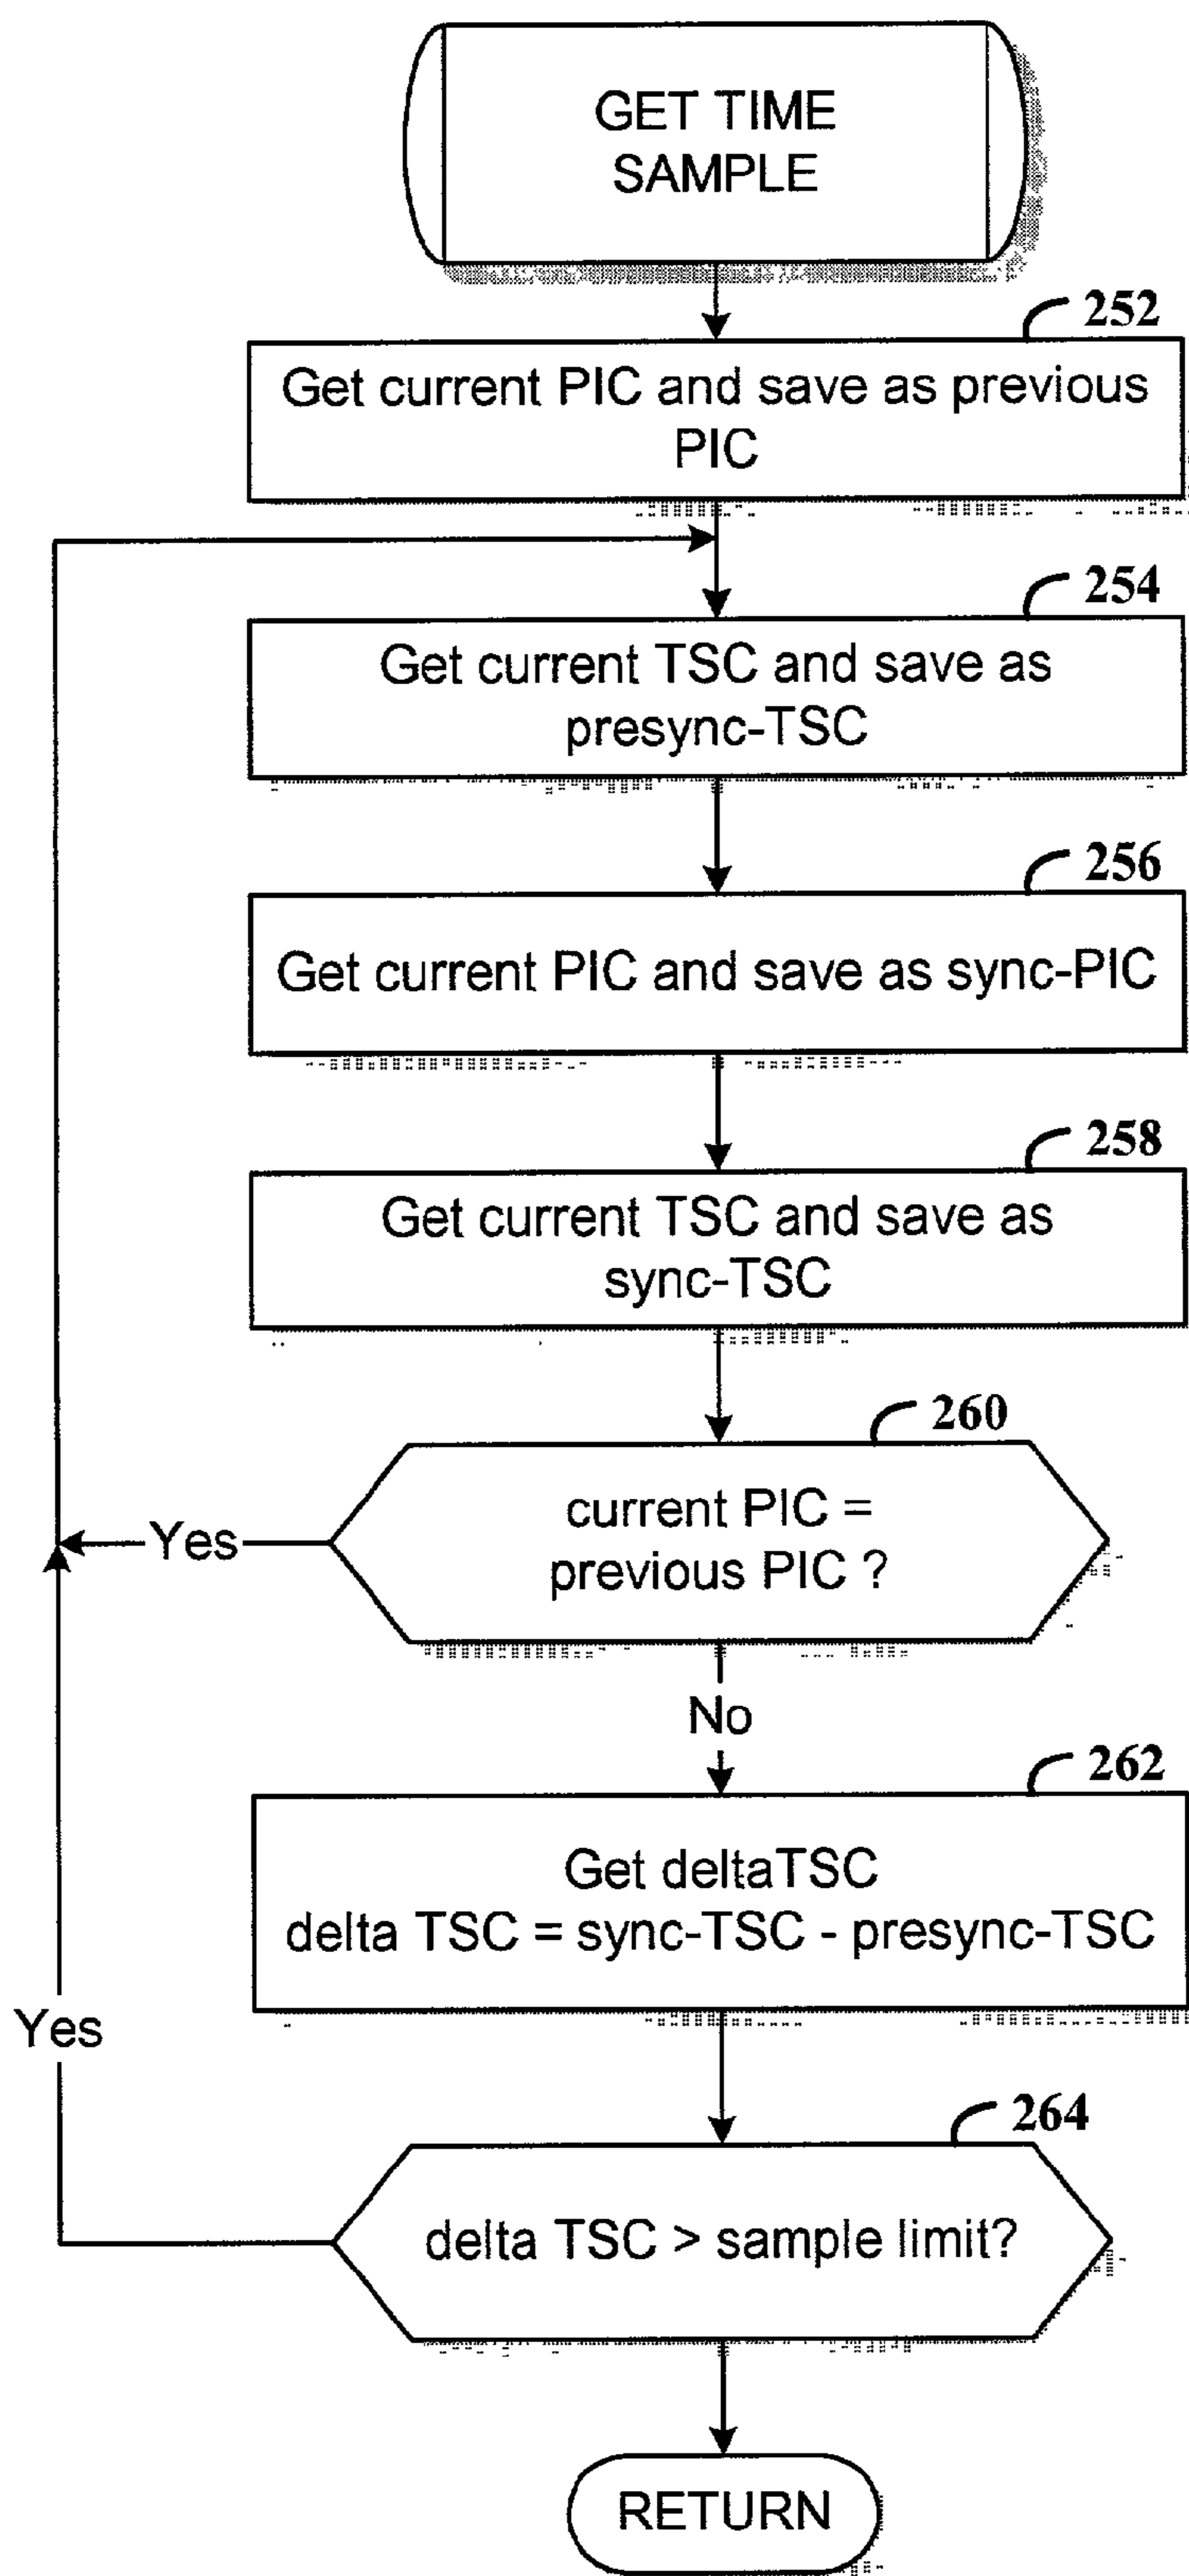 GET TIME
SAMPLE
252
Get current PIC and save as previous
PIC
254
Get current TSC and save as
presync-TSC
256
Get current PIC and save as sync-PIC
258
Get current TSC and save as
sync-TSC
260
current PIC =
previous PIC ?
Yes
No
262
Get deltaTSC
delta TSC = sync-TSC - presync-TSC
Yes
264
delta TSC > sample limit?
RETURN